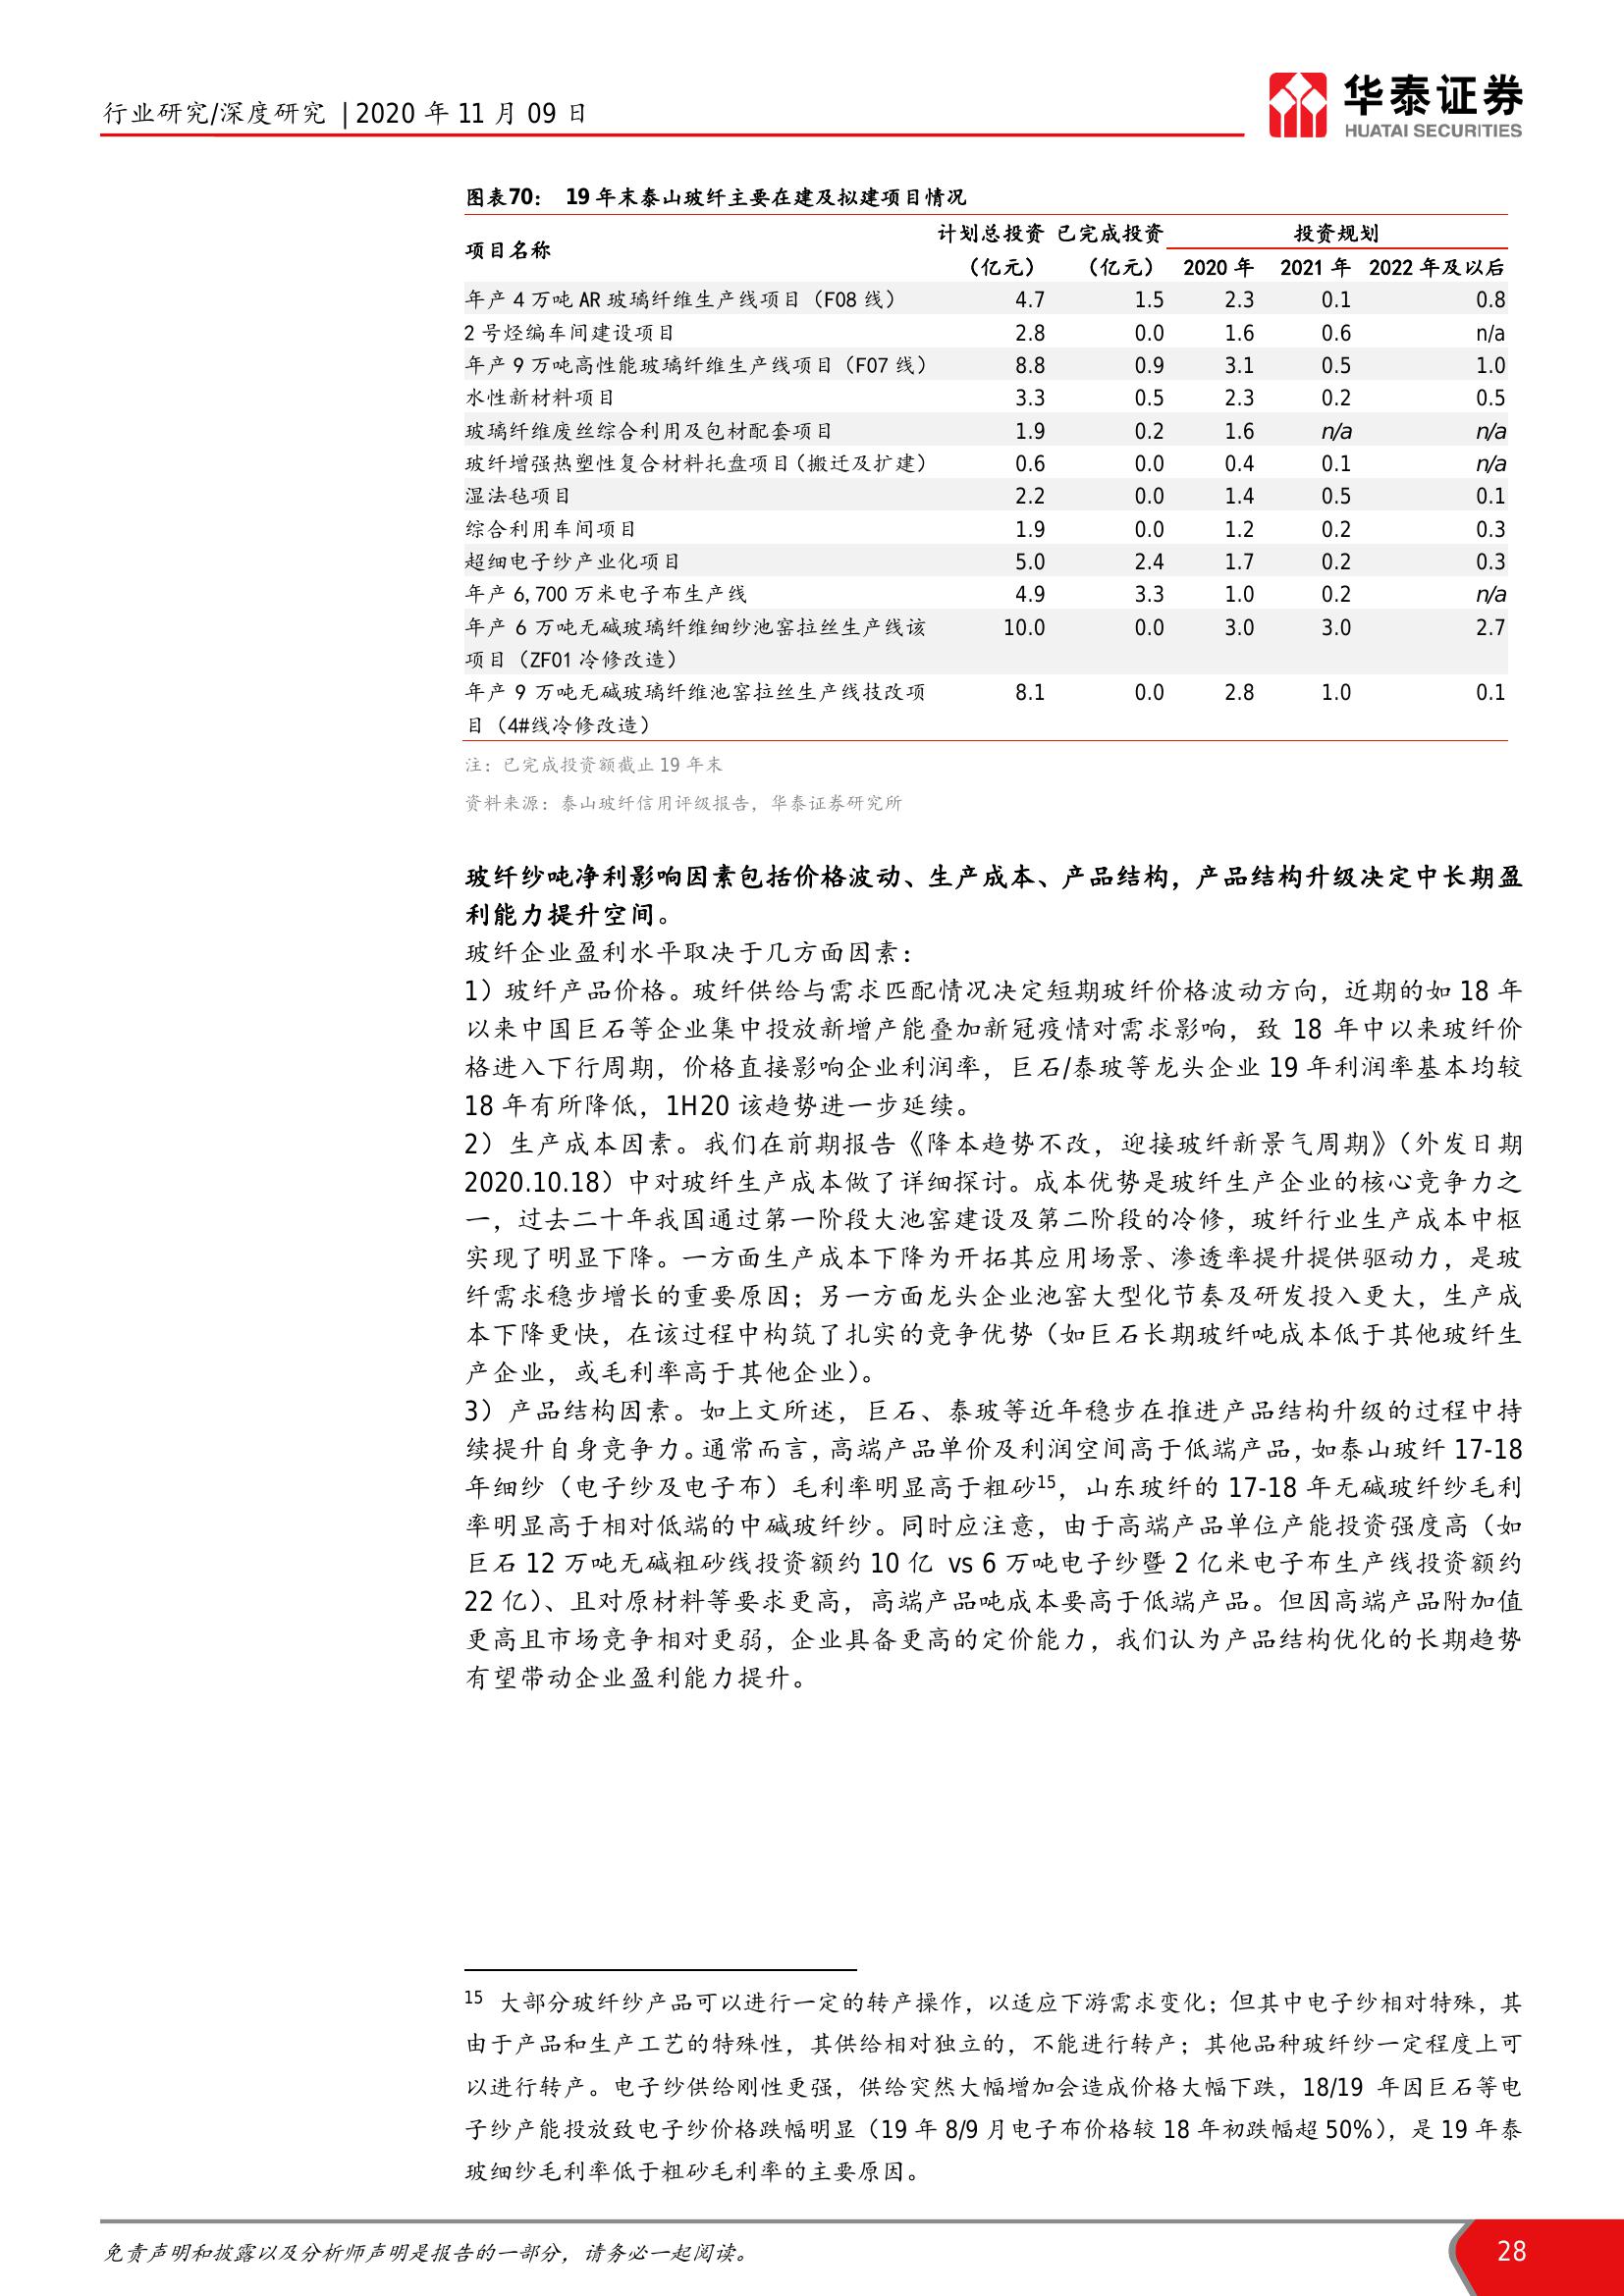 行业研究/深度研究 | 2020 年 11 月 09 日
华泰证券
HUATAI SECURITIES
图表70： 19 年末泰山玻纤主要在建及拟建项目情况
项目名称 计划总投资 已完成投资 投资规划
（亿元） （亿元） 2020 年 2021 年 2022 年及以后
年产 4 万吨 AR 玻璃纤维生产线项目（F08 线） 4.7 1.5 2.3 0.1 0.8
2 号烃编车间建设项目 2.8 0.0 1.6 0.6 n/a
年产 9 万吨高性能玻璃纤维生产线项目（F07 线） 8.8 0.9 3.1 0.5 1.0
水性新材料项目 3.3 0.5 2.3 0.2 0.5
玻璃纤维废丝综合利用及包材配套项目 1.9 0.2 1.6 n/a n/a
玻纤增强热塑性复合材料托盘项目（搬迁及扩建） 0.6 0.0 0.4 0.1 n/a
湿法毡项目 2.2 0.0 1.4 0.5 0.1
综合利用车间项目 1.9 0.0 1.2 0.2 0.3
超细电子纱产业化项目 5.0 2.4 1.7 0.2 0.3
年产 6,700 万米电子布生产线 4.9 3.3 1.0 0.2 n/a
年产 6 万吨无碱玻璃纤维细纱池窑拉丝生产线该 10.0 0.0 3.0 3.0 2.7
项目（ZF01 冷修改造）
年产 9 万吨无碱玻璃纤维池窑拉丝生产线技改项 8.1 0.0 2.8 1.0 0.1
目（4#线冷修改造）
注：已完成投资额截止 19 年末
资料来源：泰山玻纤信用评级报告，华泰证券研究所
玻纤纱吨净利影响因素包括价格波动、生产成本、产品结构，产品结构升级决定中长期盈
利能力提升空间。
玻纤企业盈利水平取决于几方面因素：
1）玻纤产品价格。玻纤供给与需求匹配情况决定短期玻纤价格波动方向，近期的如 18 年
以来中国巨石等企业集中投放新增产能叠加新冠疫情对需求影响，致 18 年中以来玻纤价
格进入下行周期，价格直接影响企业利润率，巨石/泰玻等龙头企业 19 年利润率基本均较
18 年有所降低，1H20 该趋势进一步延续。
2）生产成本因素。我们在前期报告《降本趋势不改，迎接玻纤新景气周期》（外发日期
2020.10.18）中对玻纤生产成本做了详细探讨。成本优势是玻纤生产企业的核心竞争力之
一，过去二十年我国通过第一阶段大池窑建设及第二阶段的冷修，玻纤行业生产成本中枢
实现了明显下降。一方面生产成本下降为开拓其应用场景、渗透率提升提供驱动力，是玻
纤需求稳步增长的重要原因；另一方面龙头企业池窑大型化节奏及研发投入更大，生产成
本下降更快，在该过程中构筑了扎实的竞争优势（如巨石长期玻纤吨成本低于其他玻纤生
产企业，或毛利率高于其他企业）。
3）产品结构因素。如上文所述，巨石、泰玻等近年稳步在推进产品结构升级的过程中持
续提升自身竞争力。通常而言，高端产品单价及利润空间高于低端产品，如泰山玻纤 17-18
年细纱（电子纱及电子布）毛利率明显高于粗砂15，山东玻纤的 17-18 年无碱玻纤纱毛利
率明显高于相对低端的中碱玻纤纱。同时应注意，由于高端产品单位产能投资强度高（如
巨石 12 万吨无碱粗砂线投资额约 10 亿 vs 6 万吨电子纱暨 2 亿米电子布生产线投资额约
22 亿）、且对原材料等要求更高，高端产品吨成本要高于低端产品。但因高端产品附加值
更高且市场竞争相对更弱，企业具备更高的定价能力，我们认为产品结构优化的长期趋势
有望带动企业盈利能力提升。
15 大部分玻纤纱产品可以进行一定的转产操作，以适应下游需求变化；但其中电子纱相对特殊，其
由于产品和生产工艺的特殊性，其供给相对独立的，不能进行转产；其他品种玻纤纱一定程度上可
以进行转产。电子纱供给刚性更强，供给突然大幅增加会造成价格大幅下跌，18/19 年因巨石等电
子纱产能投放致电子纱价格跌幅明显（19 年 8/9 月电子布价格较 18 年初跌幅超 50%），是 19 年泰
玻细纱毛利率低于粗砂毛利率的主要原因。
免责声明和披露以及分析师声明是报告的一部分，请务必一起阅读。
28